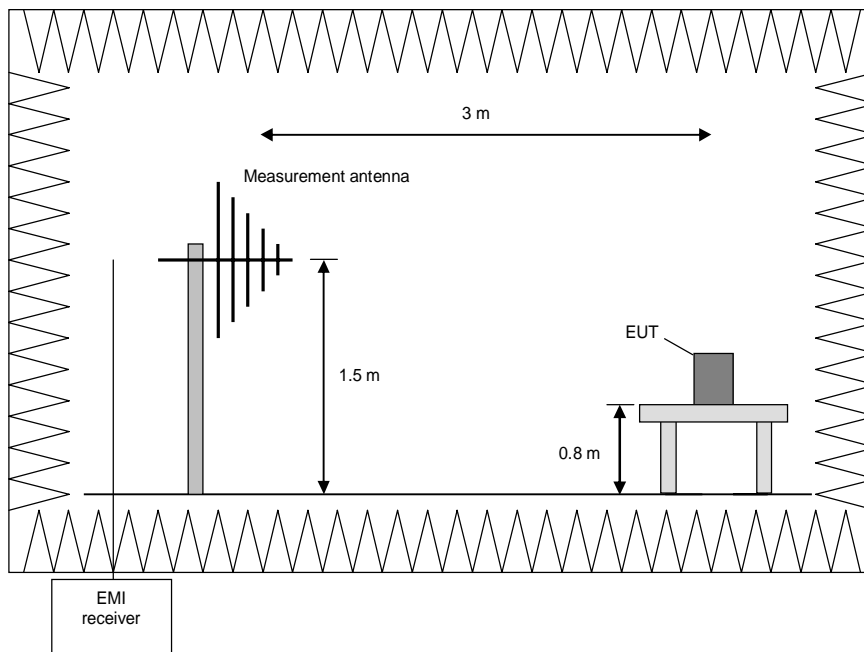 3 m
Measurement antenna
EUT
1.5 m
0.8 m
EMI
receiver